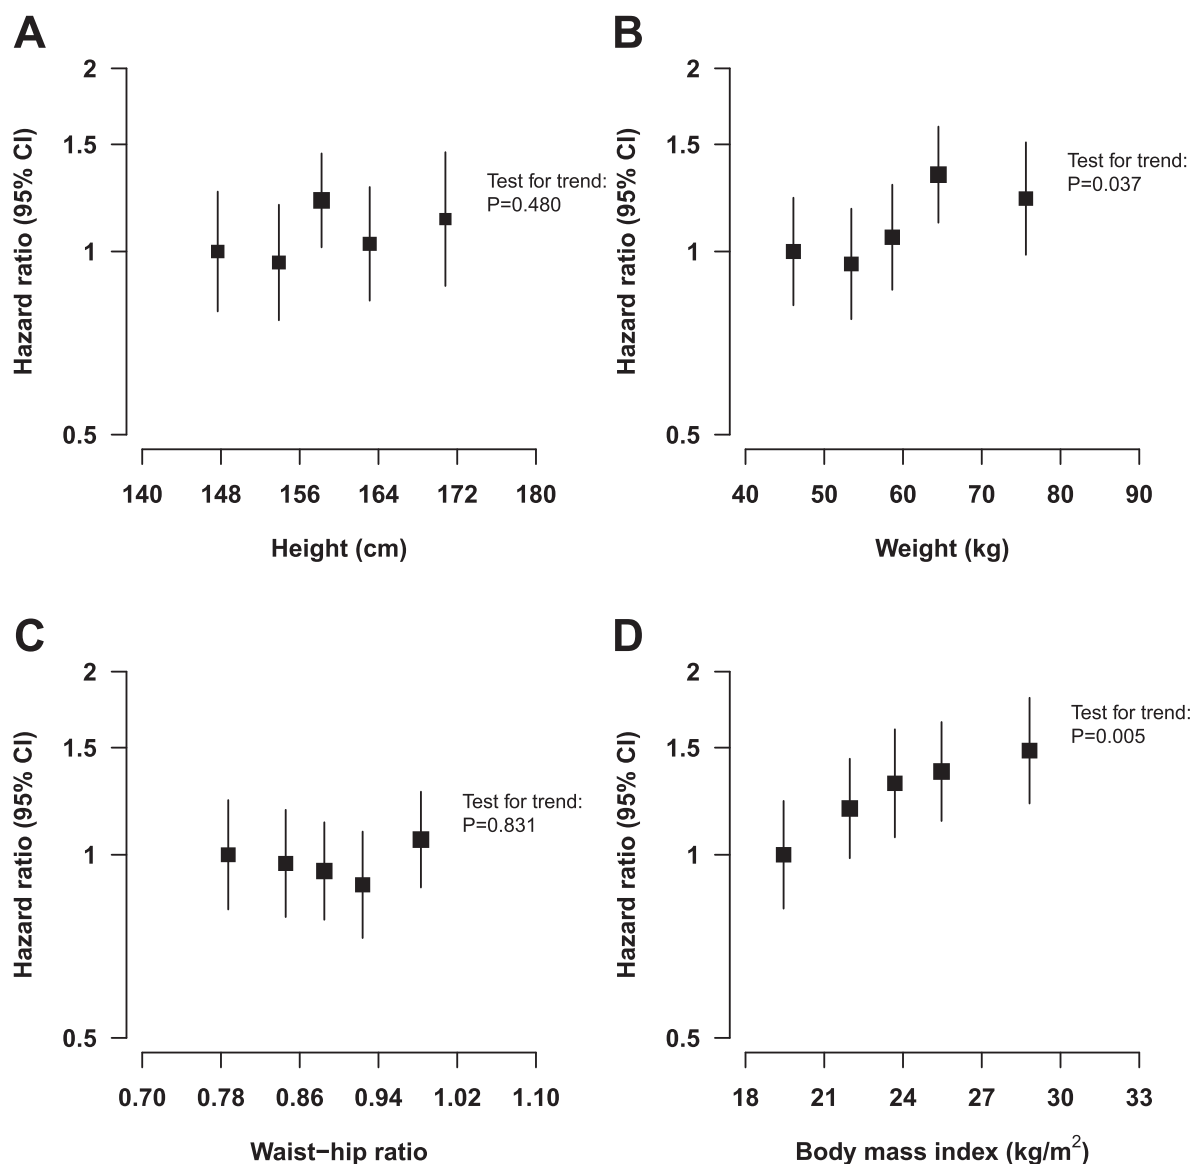 A
Hazard ratio (95% CI)
2
1.5
1
0.5
Test for trend:
P=0.480
140 148 156 164 172 180
Height (cm)
B
Hazard ratio (95% CI)
2
1.5
1
0.5
Test for trend:
P=0.037
40 50 60 70 80 90
Weight (kg)
C
Hazard ratio (95% CI)
2
1.5
1
0.5
Test for trend:
P=0.831
0.70 0.78 0.86 0.94 1.02 1.10
Waist−hip ratio
D
Hazard ratio (95% CI)
2
1.5
1
0.5
Test for trend:
P=0.005
18 21 24 27 30 33
Body mass index (kg/m²)